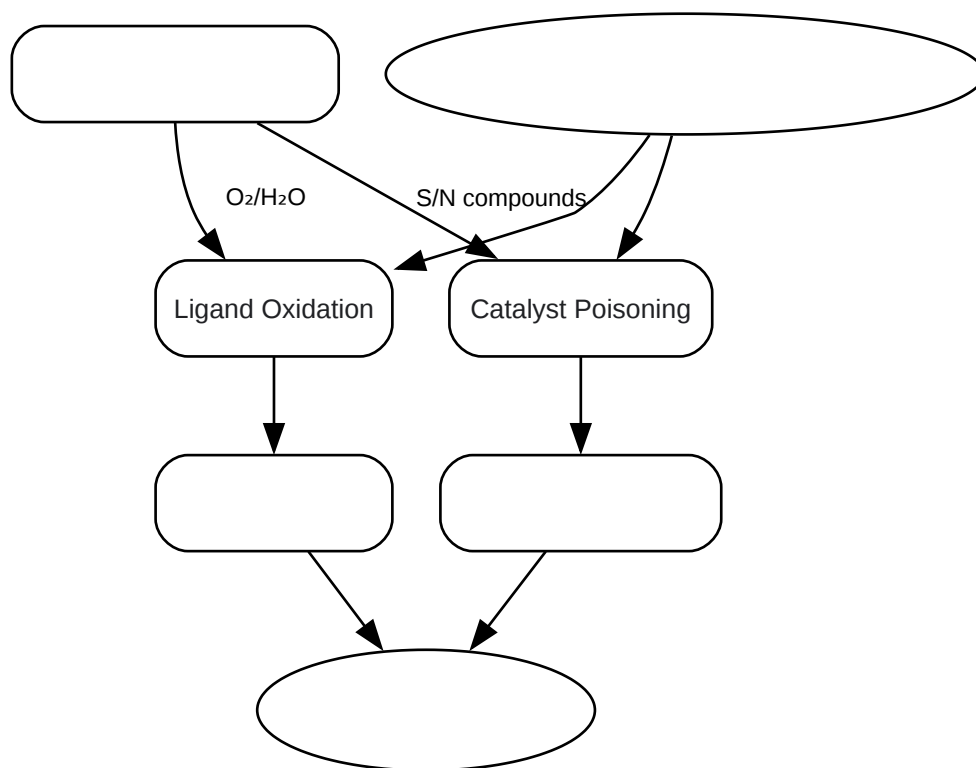 O₂/H₂O
S/N compounds
Ligand Oxidation
Catalyst Poisoning